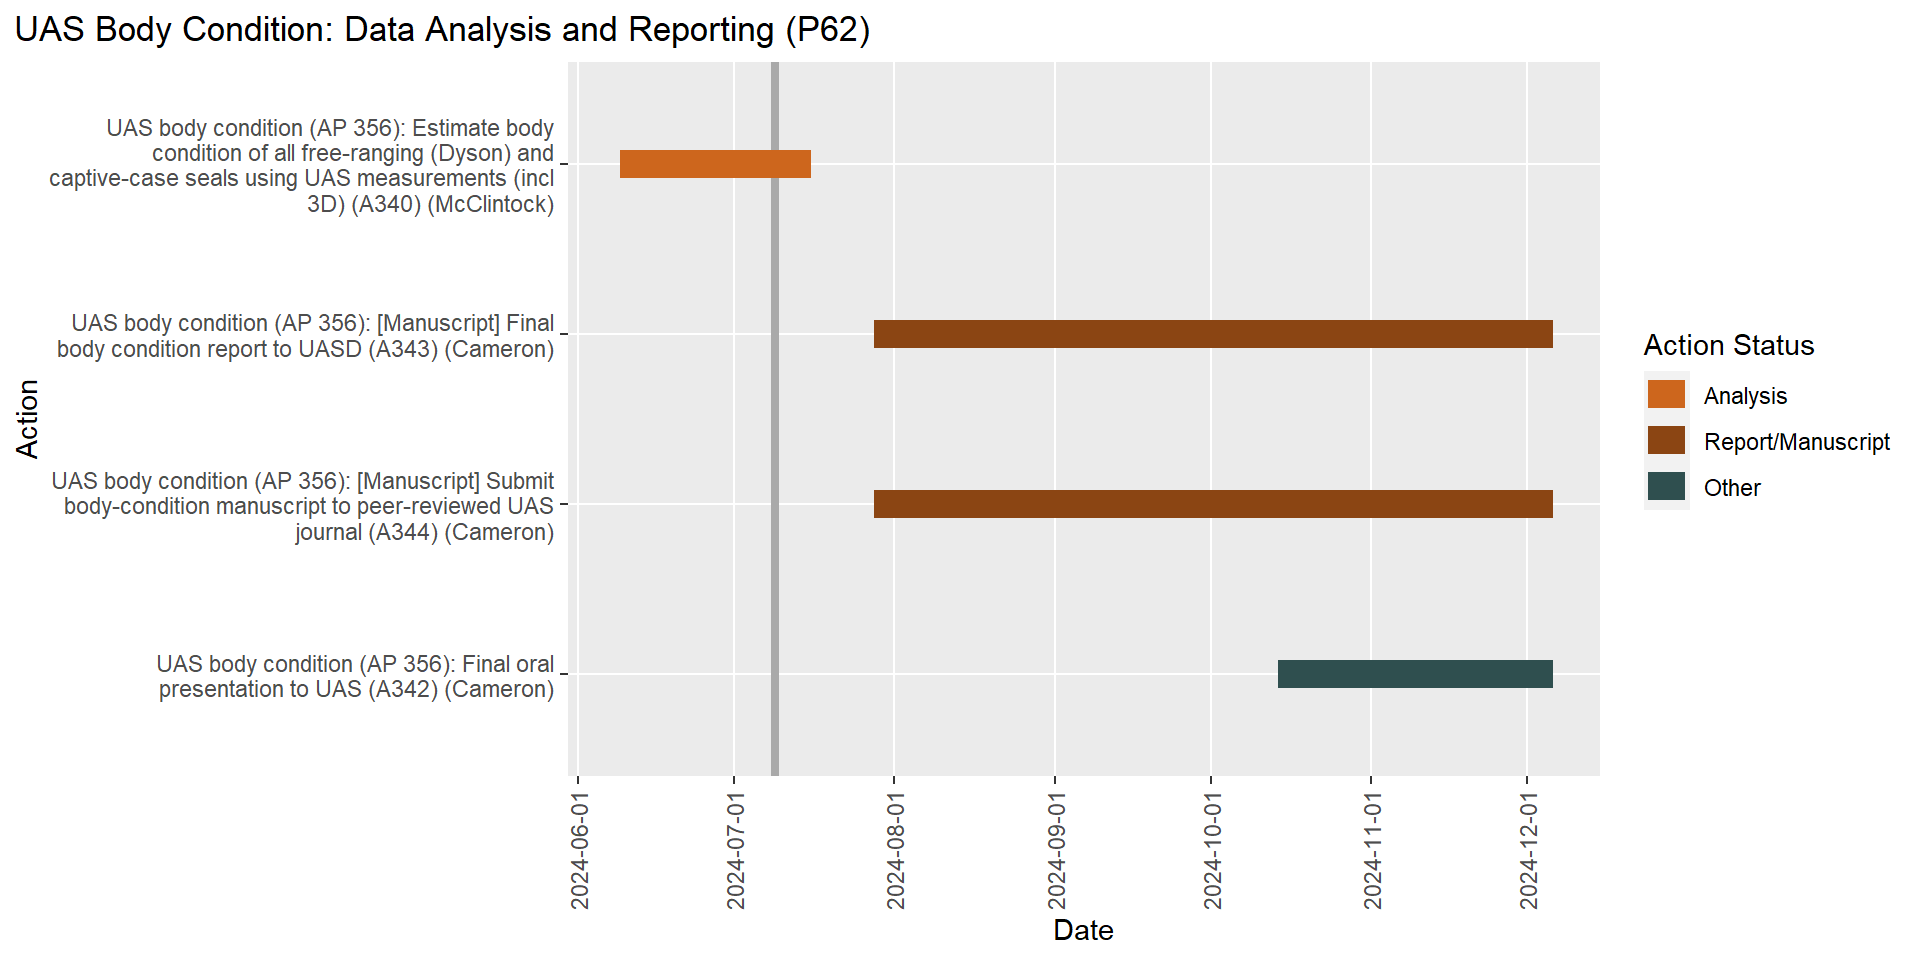 UAS Body Condition: Data Analysis and Reporting (P62)
Action
UAS body condition (AP 356): Estimate body
condition of all free-ranging (Dyson) and
captive-case seals using UAS measurements (incl
3D) (A340) (McClintock)
UAS body condition (AP 356): [Manuscript] Final
body condition report to UASD (A343) (Cameron)
UAS body condition (AP 356): [Manuscript] Submit
body-condition manuscript to peer-reviewed UAS
journal (A344) (Cameron)
UAS body condition (AP 356): Final oral
presentation to UAS (A342) (Cameron)
2024-06-01
2024-07-01
2024-08-01
2024-09-01
2024-10-01
2024-11-01
2024-12-01
Date
Action Status
Analysis
Report/Manuscript
Other